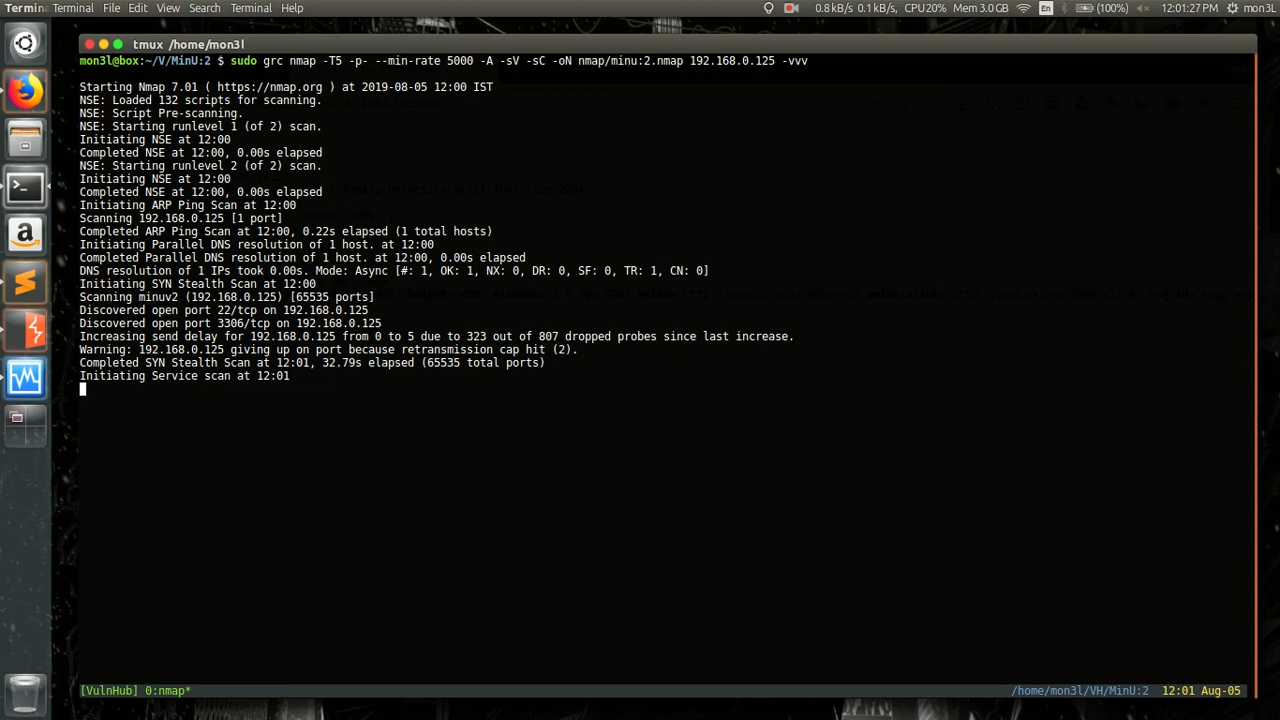 Termin Terminal File Edit View Search Terminal Help 0.8 kB/s 0.1 kB/s, CPU 20% Mem 3.0 GB En (100%) 12:01:27 PM mon3L
tmux /home/mon3l
mon3l@box:~/V/MinU:2 $ sudo grc nmap -T5 -p- --min-rate 5000 -A -sV -sC -oN nmap/minu:2.nmap 192.168.0.125 -vvv
Starting Nmap 7.01 ( https://nmap.org ) at 2019-08-05 12:00 IST
NSE: Loaded 132 scripts for scanning.
NSE: Script Pre-scanning.
NSE: Starting runlevel 1 (of 2) scan.
Initiating NSE at 12:00
Completed NSE at 12:00, 0.00s elapsed
NSE: Starting runlevel 2 (of 2) scan.
Initiating NSE at 12:00
Completed NSE at 12:00, 0.00s elapsed
Initiating ARP Ping Scan at 12:00
Scanning 192.168.0.125 [1 port]
Completed ARP Ping Scan at 12:00, 0.22s elapsed (1 total hosts)
Initiating Parallel DNS resolution of 1 host. at 12:00
Completed Parallel DNS resolution of 1 host. at 12:00, 0.00s elapsed
DNS resolution of 1 IPs took 0.00s. Mode: Async [#: 1, OK: 1, NX: 0, DR: 0, SF: 0, TR: 1, CN: 0]
Initiating SYN Stealth Scan at 12:00
Scanning minuv2 (192.168.0.125) [65535 ports]
Discovered open port 22/tcp on 192.168.0.125
Discovered open port 3306/tcp on 192.168.0.125
Increasing send delay for 192.168.0.125 from 0 to 5 due to 323 out of 807 dropped probes since last increase.
Warning: 192.168.0.125 giving up on port because retransmission cap hit (2).
Completed SYN Stealth Scan at 12:01, 32.79s elapsed (65535 total ports)
Initiating Service scan at 12:01
[VulnHub] 0:nmap* /home/mon3l/VH/MinU:2 12:01 Aug-05